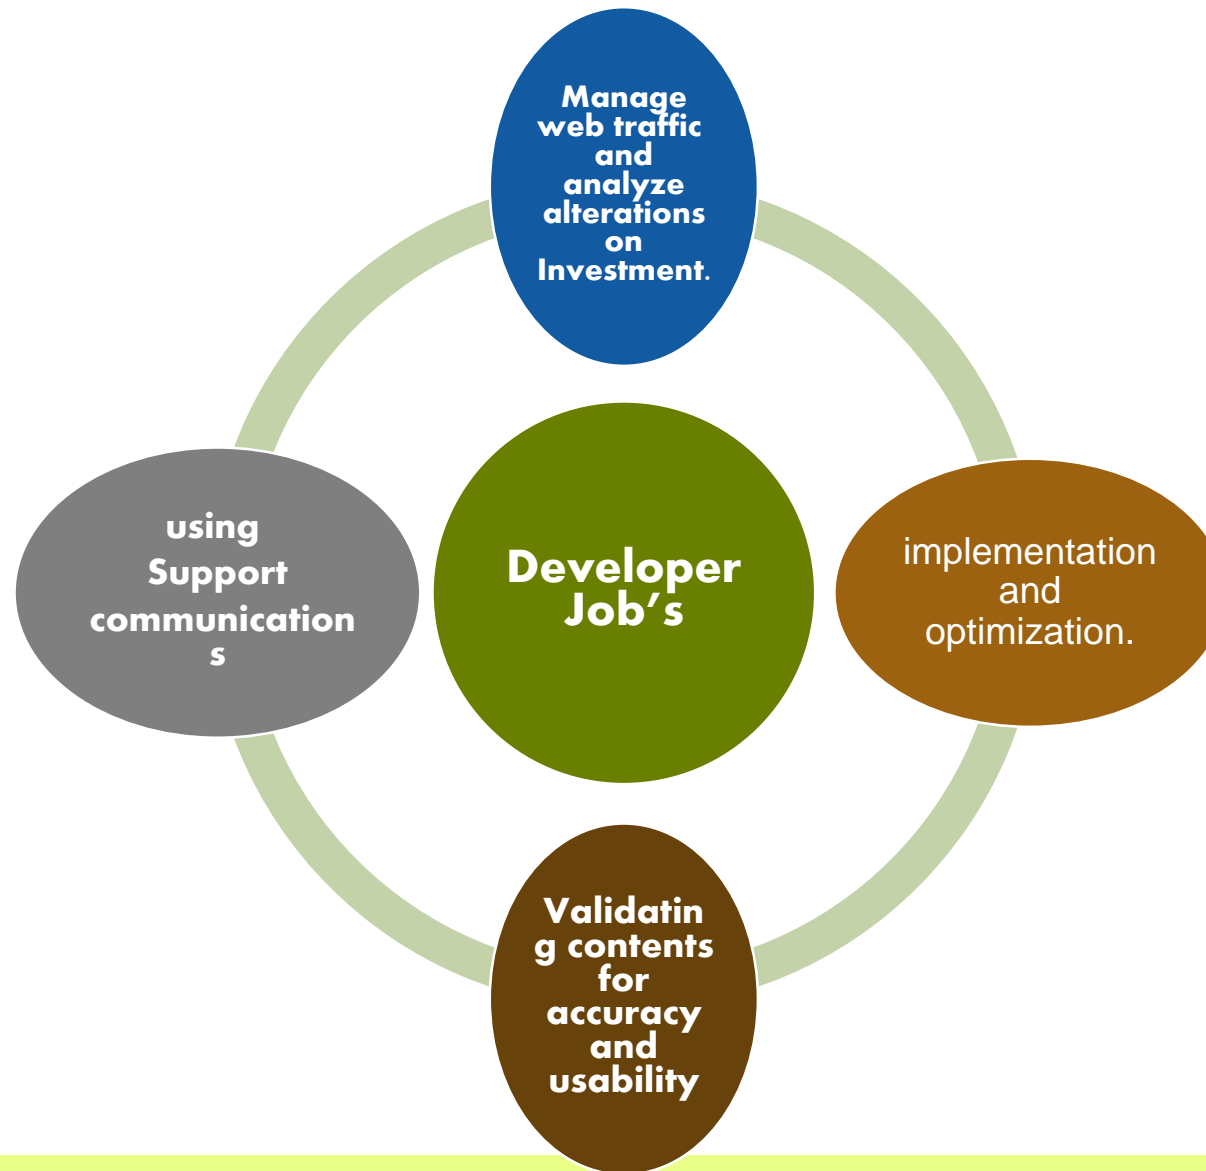 Manage
web traffic
and
analyze
alterations
on
Investment.
using
Support
communication
s
Developer
Job’s
implementation
and
optimization.
Validatin
g contents
for
accuracy
and
usability